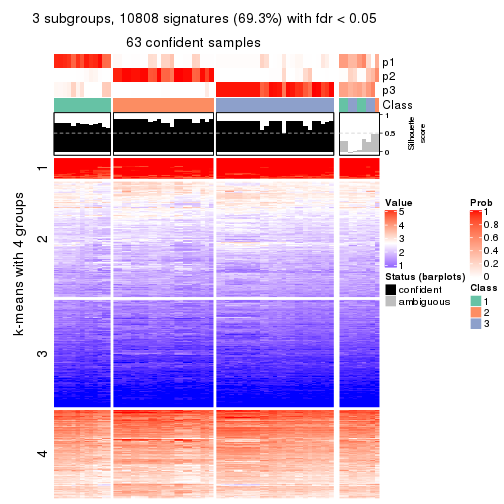 3 subgroups, 10808 signatures (69.3%) with fdr < 0.05
63 confident samples
p1
p2
p3
Class
1
0.5
0
Silhouette
score
k-means with 4 groups
1
2
3
4
Value
5
4
3
2
1
Status (barplots)
confident
ambiguous
Prob
1
0.8
0.6
0.4
0.2
0
Class
1
2
3